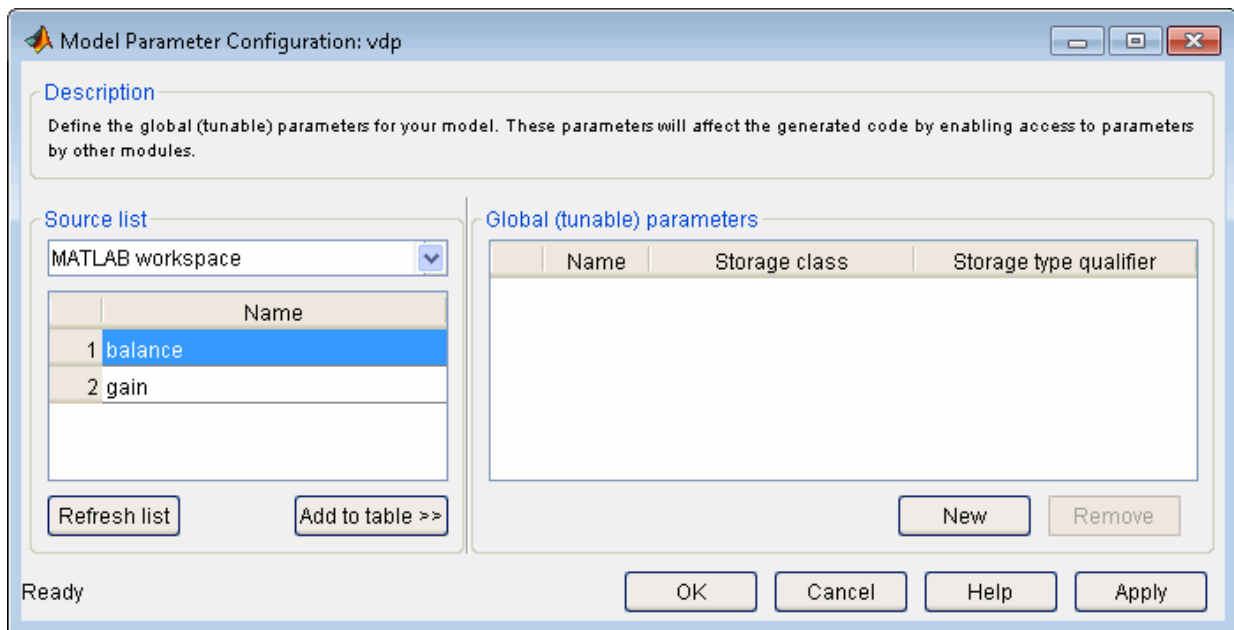 Model Parameter Configuration: vdp
Description
Define the global (tunable) parameters for your model. These parameters will affect the generated code by enabling access to parameters
by other modules.
Source list
MATLAB workspace
Name
1 balance
2 gain
Refresh list
Add to table >>
Global (tunable) parameters
Name Storage class Storage type qualifier
New
Remove
Ready
OK
Cancel
Help
Apply